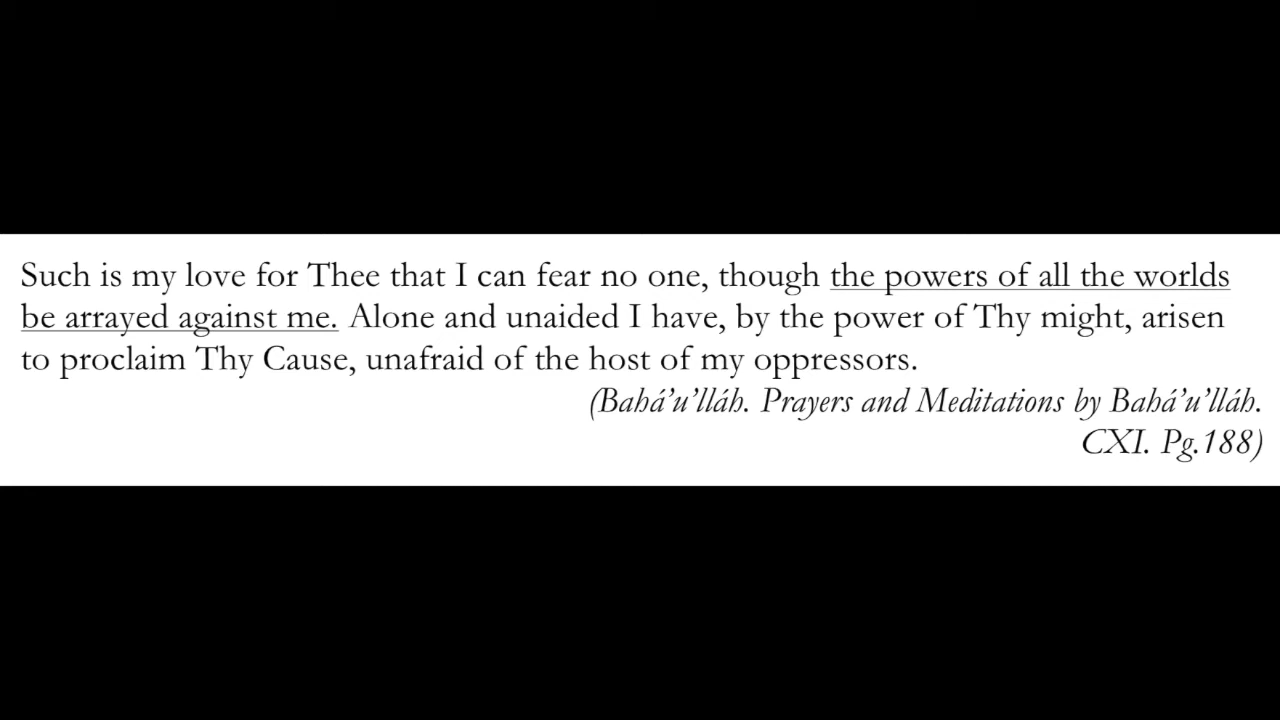 Such is my love for Thee that I can fear no one, though the powers of all the worlds
be arrayed against me. Alone and unaided I have, by the power of Thy might, arisen
to proclaim Thy Cause, unafraid of the host of my oppressors.
(Bahá’u’lláh. Prayers and Meditations by Bahá’u’lláh.
CXI. Pg.188)